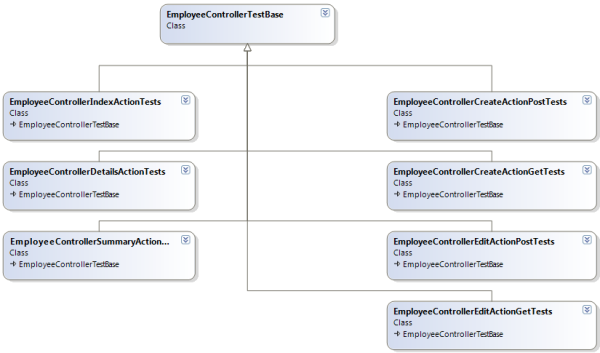 EmployeeControllerTestBase
Class
EmployeeControllerIndexActionTests
Class
EmployeeControllerTestBase
EmployeeControllerDetailsActionTests
Class
EmployeeControllerTestBase
EmployeeControllerSummaryAction...
Class
EmployeeControllerTestBase
EmployeeControllerCreateActionPostTests
Class
EmployeeControllerTestBase
EmployeeControllerCreateActionGetTests
Class
EmployeeControllerTestBase
EmployeeControllerEditActionPostTests
Class
EmployeeControllerTestBase
EmployeeControllerEditActionGetTests
Class
EmployeeControllerTestBase